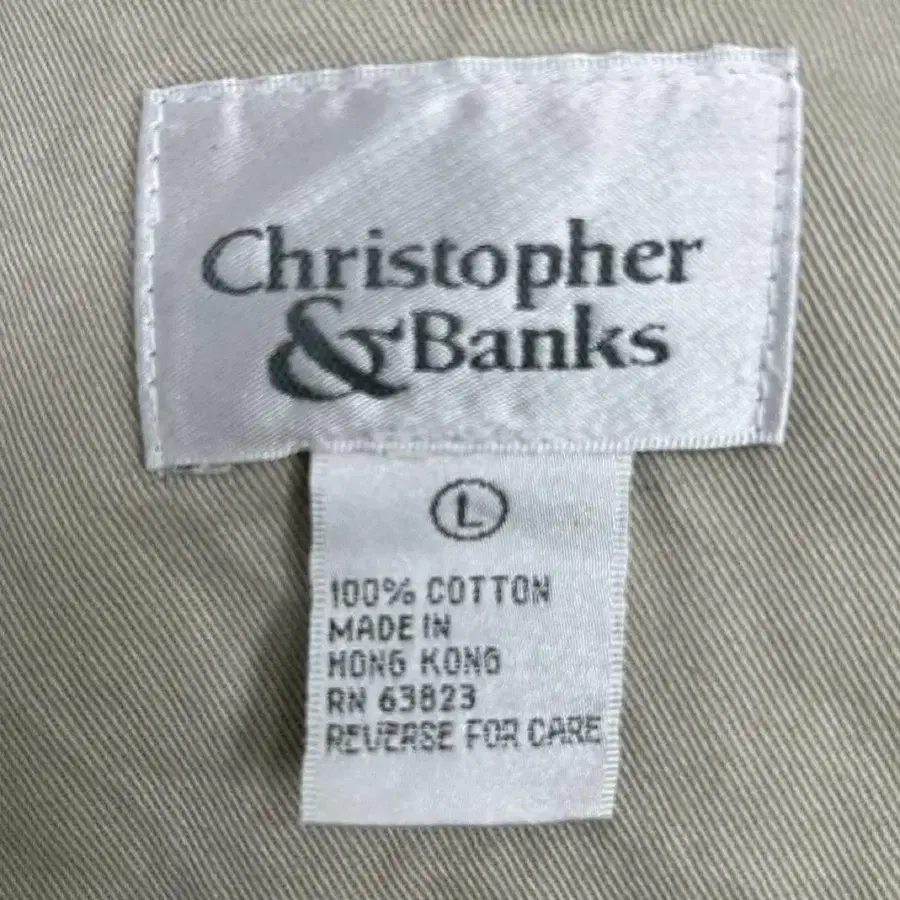 Christopher
& Banks
L
100% COTTON
MADE IN
HONG KONG
RN 63823
REVERSE FOR CARE